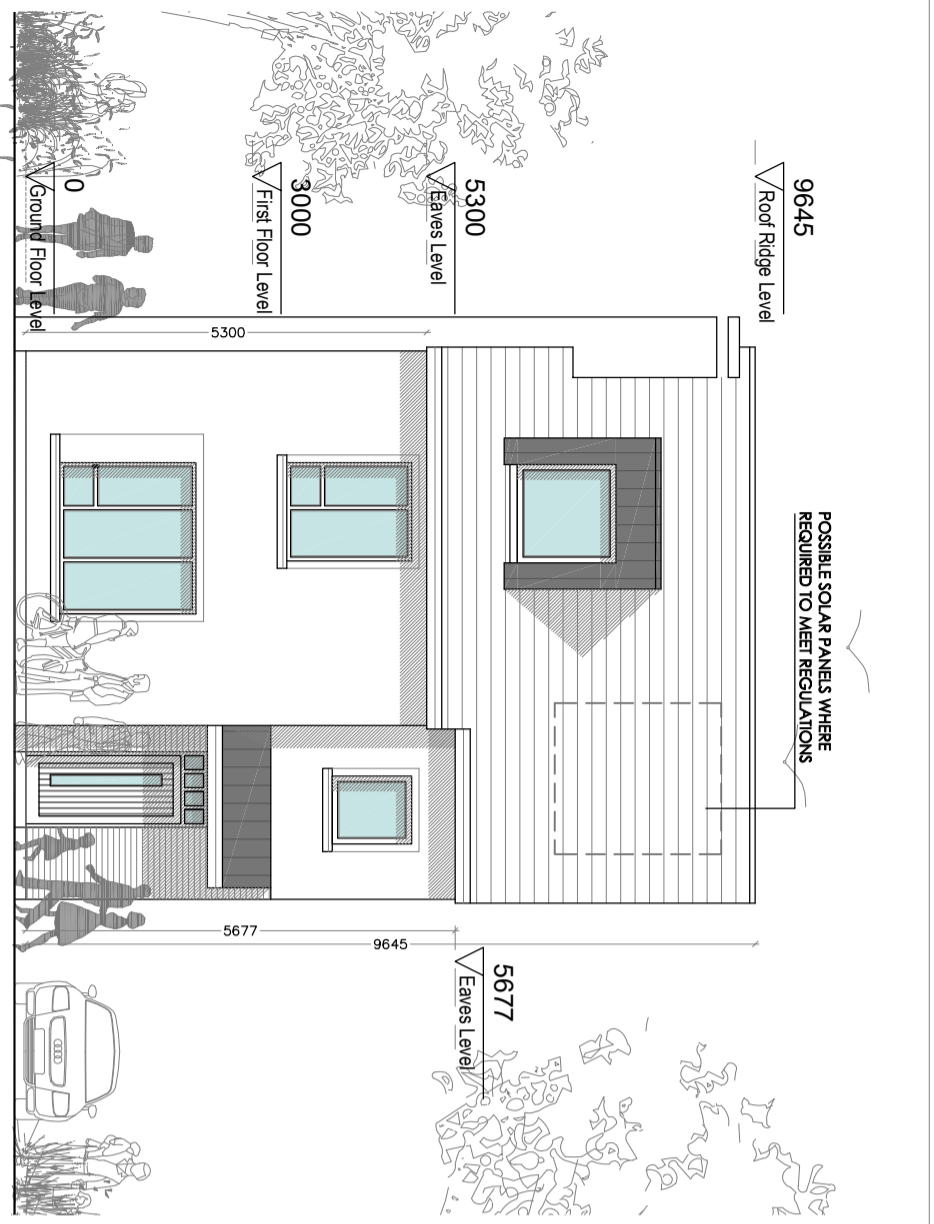 POSSIBLE SOLAR PANELS WHERE
REQUIRED TO MEET REGULATIONS
9645
Roof Ridge Level
5300
Eaves Level
3000
First Floor Level
0
Ground Floor Level
5300
5677
9645
5677
Eaves Level